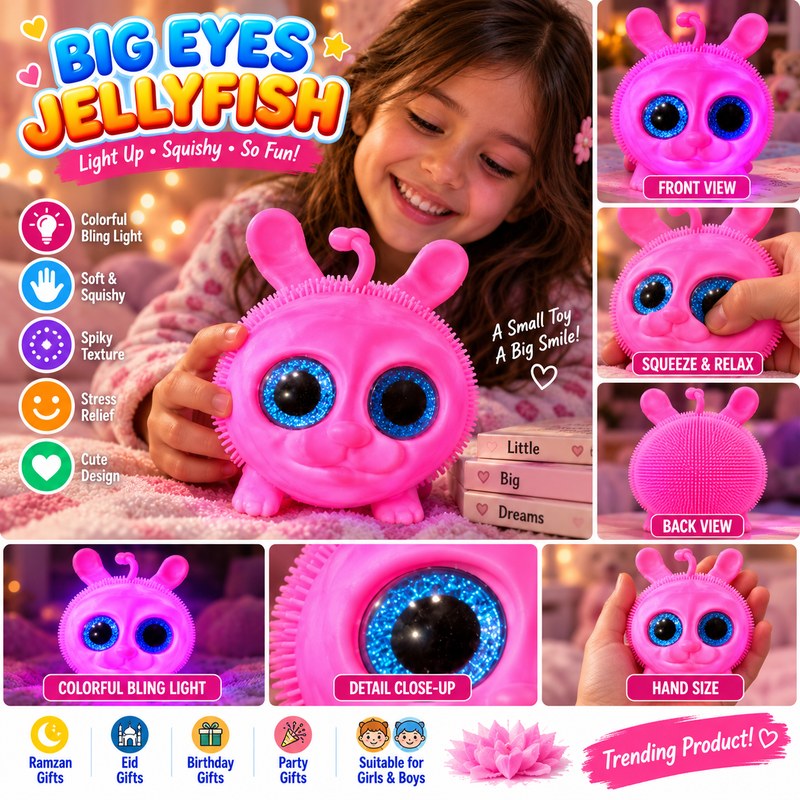 BIG EYES
JELLYFISH
Light Up • Squishy • So Fun!
Colorful
Bling Light
Soft &
Squishy
Spiky
Texture
Stress
Relief
Cute
Design
A Small Toy
A Big Smile!
Little
Big
Dreams
FRONT VIEW
SQUEEZE & RELAX
BACK VIEW
COLORFUL BLING LIGHT
DETAIL CLOSE-UP
HAND SIZE
Ramzan
Gifts
Eid
Gifts
Birthday
Gifts
Party
Gifts
Suitable for
Girls & Boys
Trending Product!